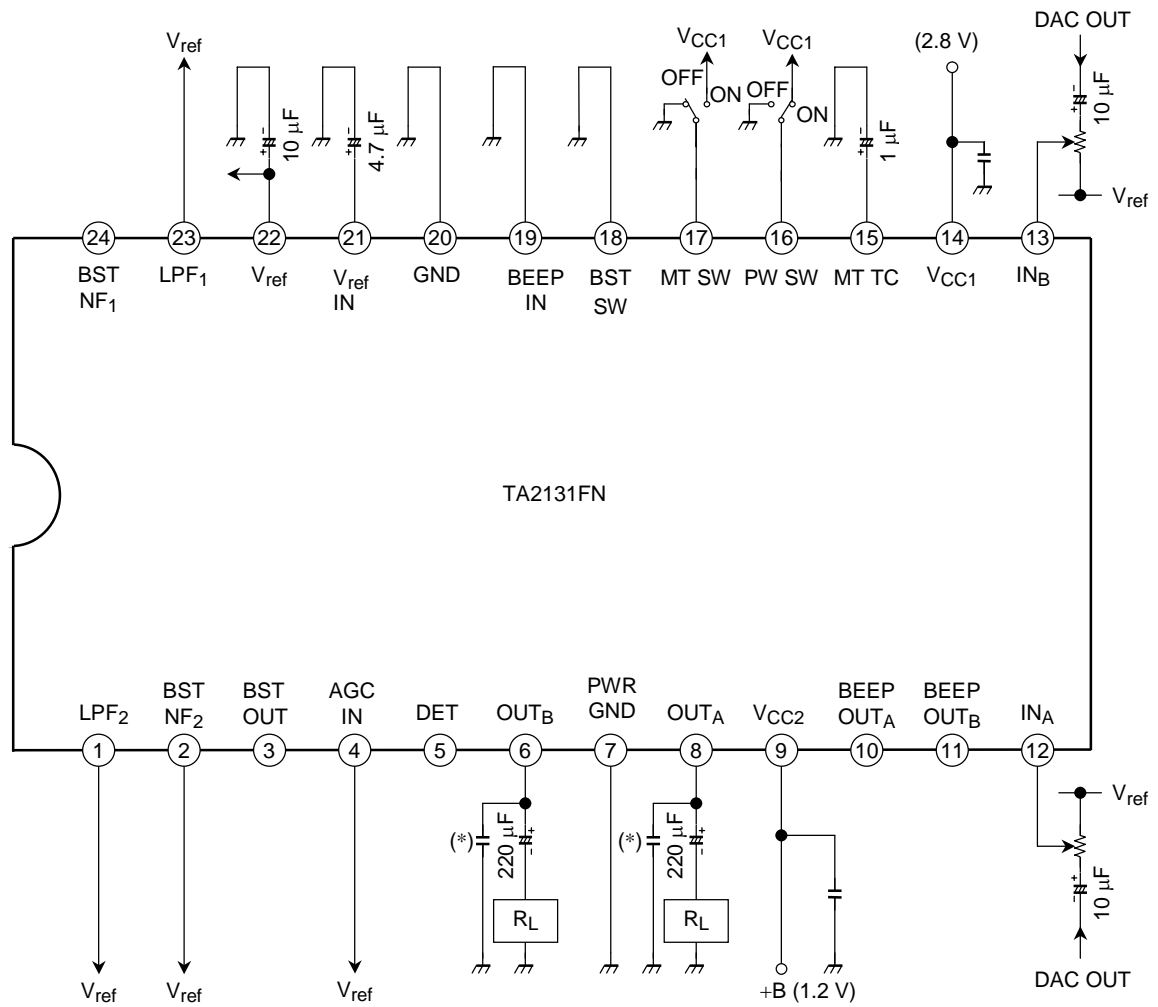 DAC OUT
Vref
VCC1
VCC1
(2.8 V)
OFF
ON
OFF
ON
10 μF
4.7 μF
1 μF
10 μF
Vref
24
23
22
21
20
19
18
17
16
15
14
13
BST
NF1
LPF1
Vref
Vref
IN
GND
BEEP
IN
BST
SW
MT SW
PW SW
MT TC
VCC1
INB
TA2131FN
LPF2
BST
NF2
BST
OUT
AGC
IN
DET
OUTB
PWR
GND
OUTA
VCC2
BEEP
OUTA
BEEP
OUTB
INA
1
2
3
4
5
6
7
8
9
10
11
12
(*)
220 μF
(*)
220 μF
Vref
10 μF
RL
RL
Vref
Vref
Vref
+B (1.2 V)
DAC OUT